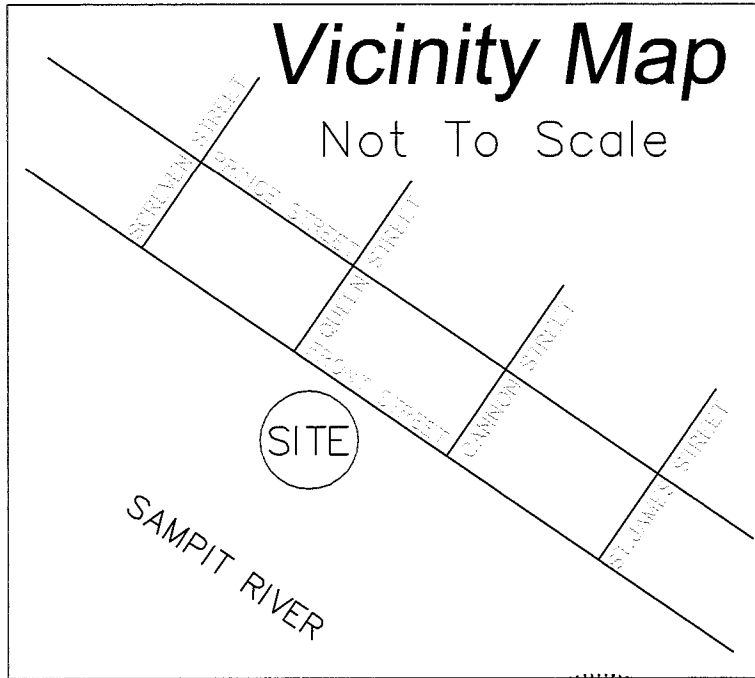 Vicinity Map
Not To Scale
SCREVEN STREET
PRINCE STREET
QUEEN STREET
FRONT STREET
CANNON STREET
ST.JAMES STREET
SITE
SAMPIT RIVER